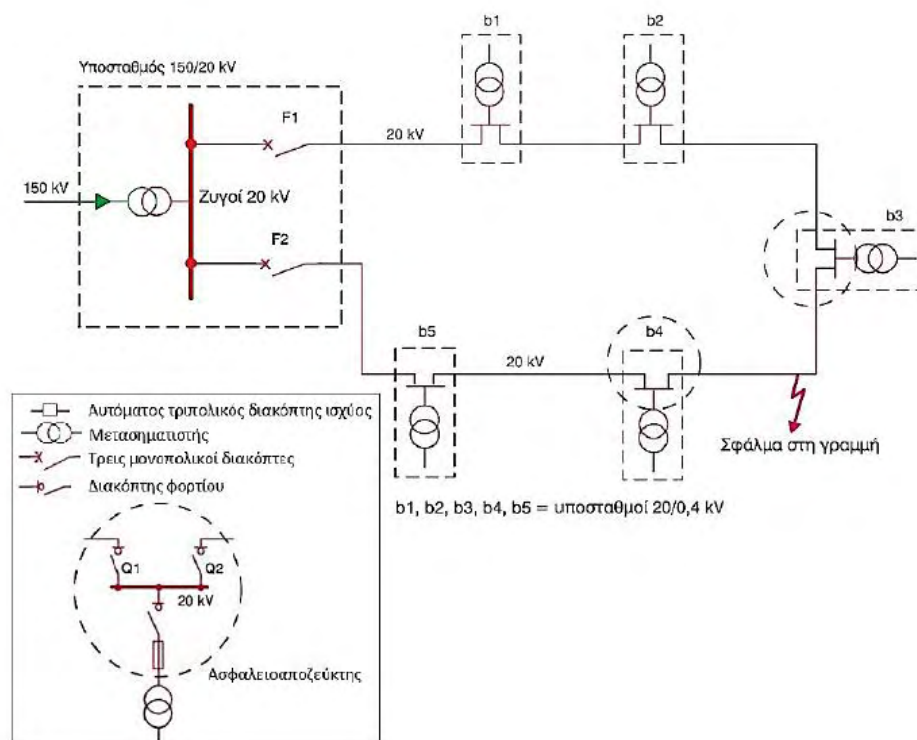 b1
b2
Υποσταθμός 150/20 kV
F1
20 kV
150 kV
Ζυγοί 20 kV
b3
F2
b5
20 kV
b4
Αυτόματος τριπολικός διακόπτης ισχύος
Μετασηματιστής
Τρεις μονοπολικοί διακόπτες
Διακόπτης φορτίου
Σφάλμα στη γραμμή
b1, b2, b3, b4, b5 = υποσταθμοί 20/0,4 kV
Q1
Q2
20 kV
Ασφαλειοαποζεύκτης